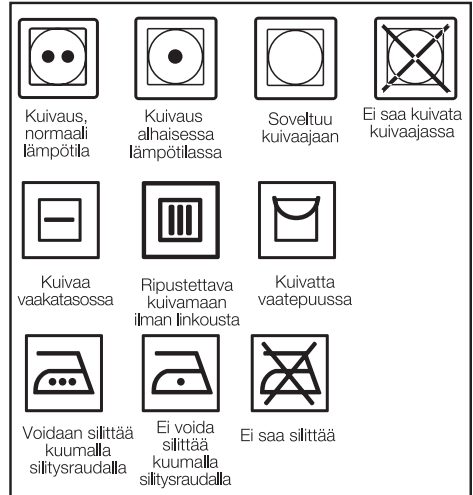 Kuivaus,
normaali
lämpötila
Kuivaus
alhaisessa
lämpötilassa
Soveltuu
kuivaajaan
Ei saa kuivata
kuivaajassa
Kuivaa
vaakatasossa
Ripustettava
kuivamaan
ilman linkousta
Kuivatta
vaatepuussa
Voidaan silittää
kuumalla
silitysraudalla
Ei voida
silittää
kuumalla
silitysraudalla
Ei saa silittää